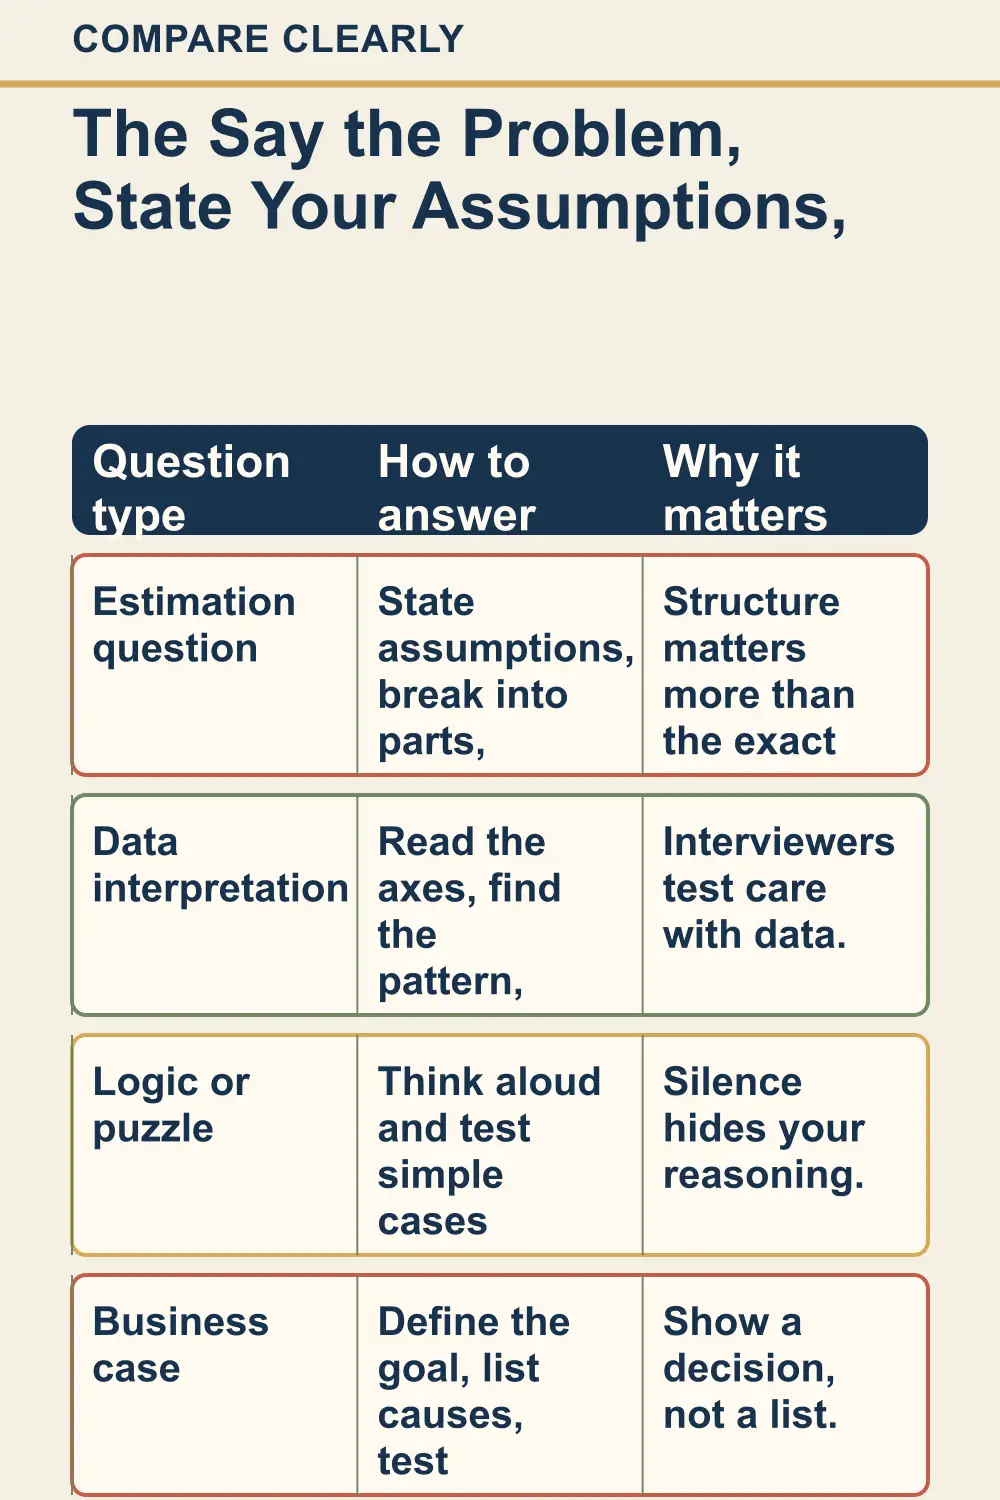 COMPARE CLEARLY
The Say the Problem,
State Your Assumptions,
Question type
How to answer
Why it matters
Estimation
question
State
assumptions,
break into
parts,
Structure
matters
more than
the exact
Data
interpretation
Read the
axes, find
the
pattern,
Interviewers
test care
with data.
Logic or
puzzle
Think aloud
and test
simple
cases
Silence
hides your
reasoning.
Business
case
Define the
goal, list
causes,
test
Show a
decision,
not a list.